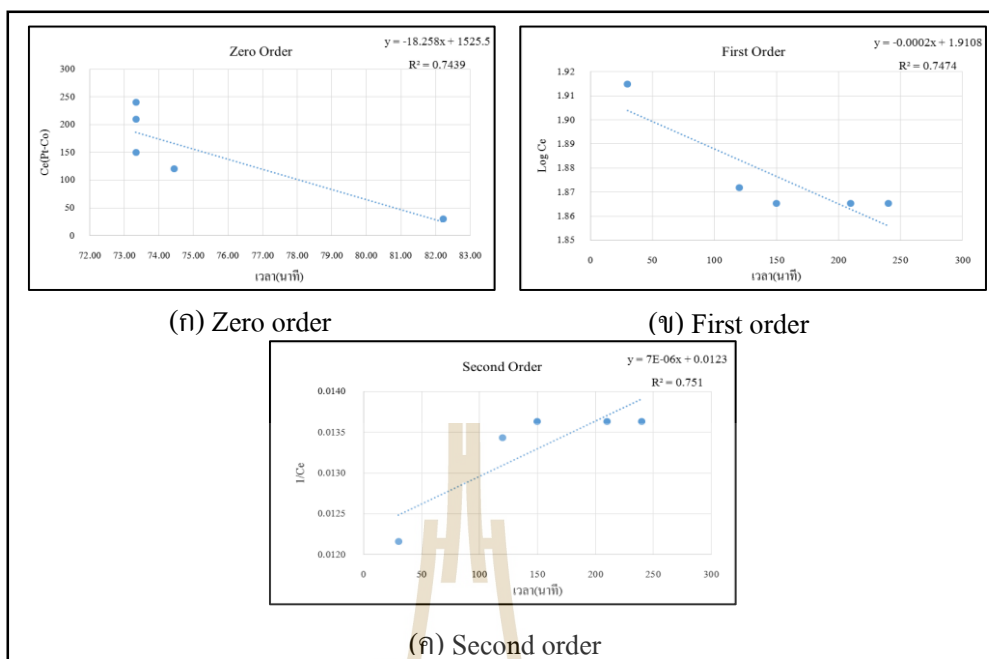 Zero Order
y = -18.258x + 1525.5
R² = 0.7439
Ce(Pt-Co)
300
250
200
150
100
50
0
72.00 73.00 74.00 75.00 76.00 77.00 78.00 79.00 80.00 81.00 82.00 83.00
เวลา(นาที)
(ก) Zero order
First Order
y = -0.0002x + 1.9108
R² = 0.7474
Log Ce
1.92
1.91
1.90
1.89
1.88
1.87
1.86
1.85
0 50 100 150 200 250 300
เวลา(นาที)
(ข) First order
Second Order
y = 7E-06x + 0.0123
R² = 0.751
1/Ce
0.0140
0.0135
0.0130
0.0125
0.0120
0 50 100 150 200 250 300
เวลา(นาที)
(ค) Second order